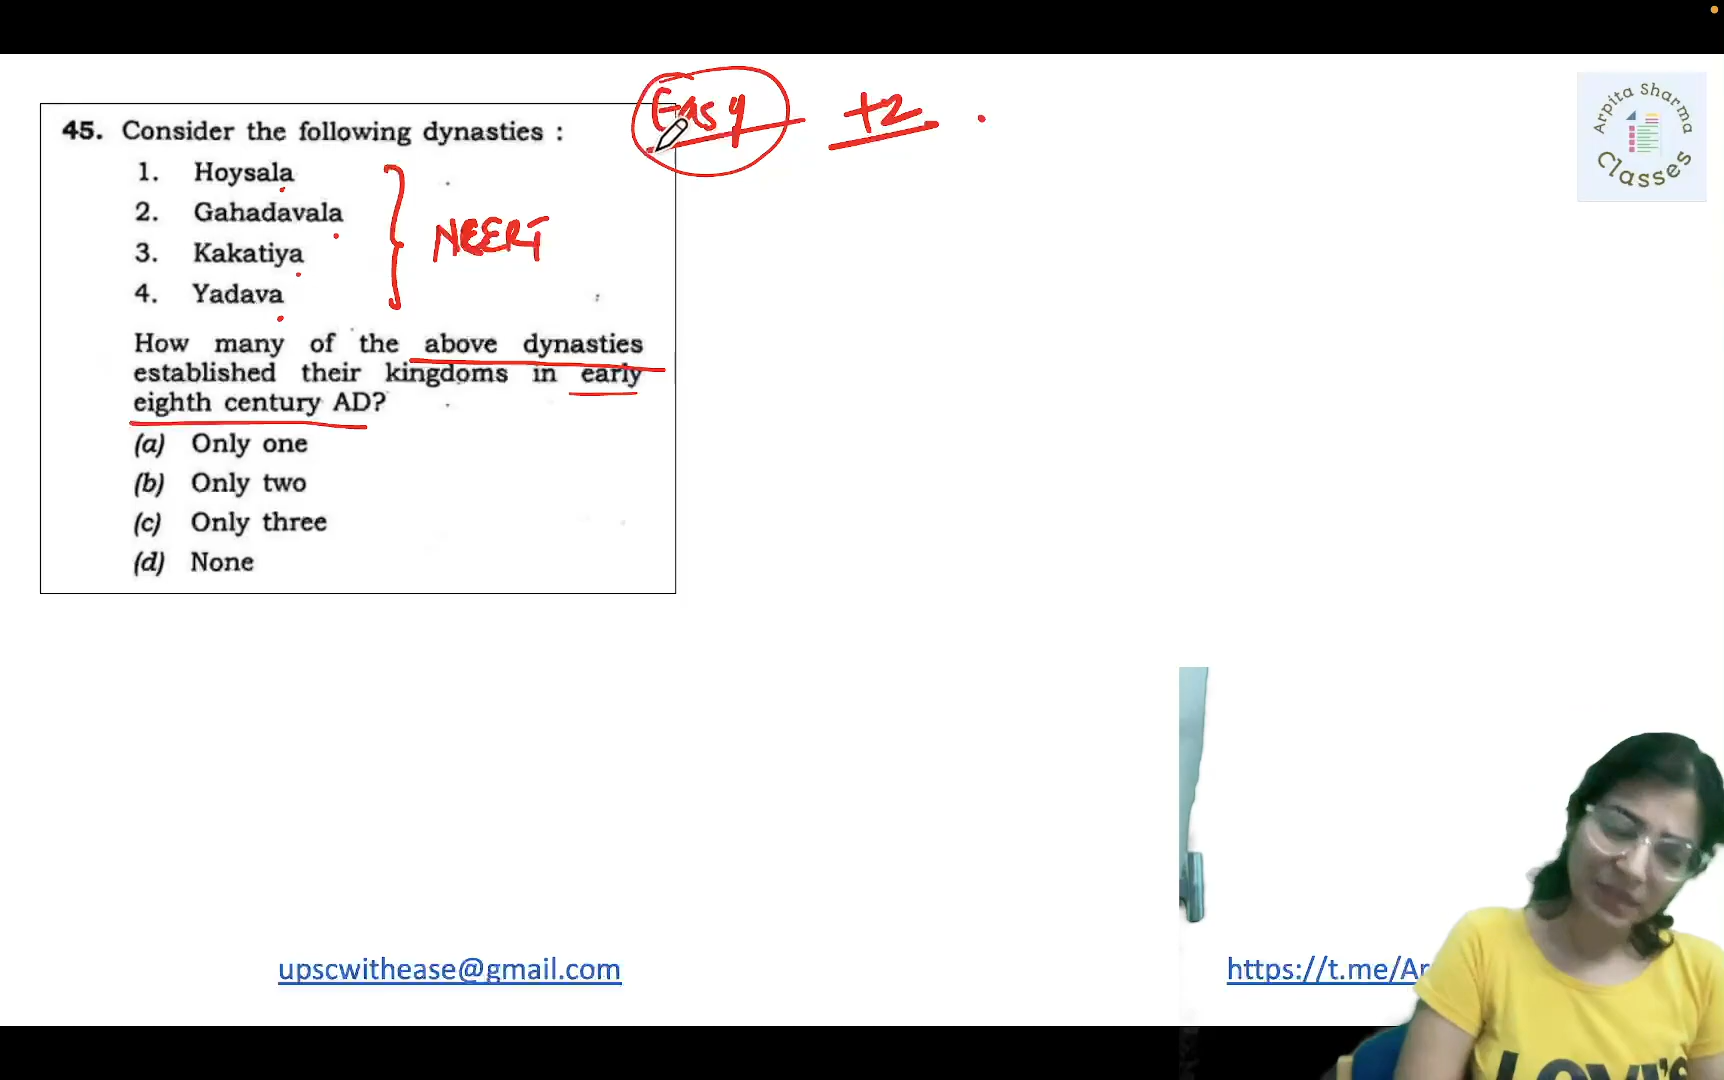 Easy +2
45. Consider the following dynasties :
1. Hoysala
2. Gahadavala
3. Kakatiya
4. Yadava
NCERT
How many of the above dynasties
established their kingdoms in early
eighth century AD?
(a) Only one
(b) Only two
(c) Only three
(d) None
Arpita Sharma
Classes
upscwithease@gmail.com
https://t.me/Ar